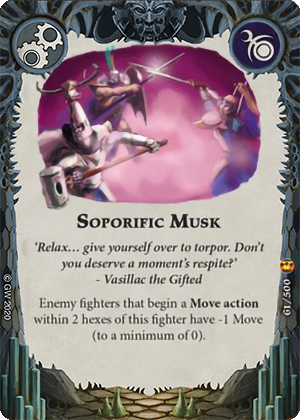 Soporific Musk
'Relax... give yourself over to torpor. Don't
you deserve a moment's respite?'
- Vasillac the Gifted
Enemy fighters that begin a Move action
within 2 hexes of this fighter have -1 Move
(to a minimum of 0).
© GW 2020
61/500